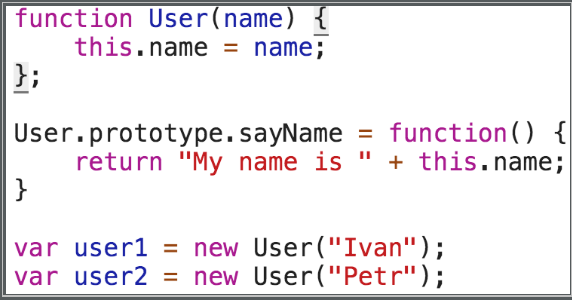 function User(name) {
    this.name = name;
};

User.prototype.sayName = function() {
    return "My name is " + this.name;
}

var user1 = new User("Ivan");
var user2 = new User("Petr");